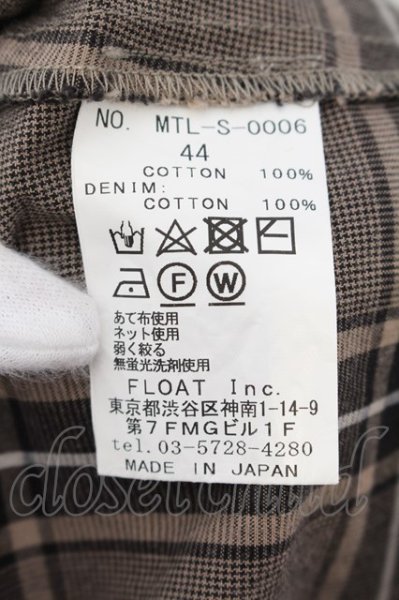 NO. MTL-S-0006
44
COTTON 100%
DENIM:
COTTON 100%
F W
あて布使用
ネット使用
弱く絞る
無蛍光洗剤使用
FLOAT Inc.
東京都渋谷区神南1-14-9
第7FMGビル1F
tel.03-5728-4280
MADE IN JAPAN
closet child